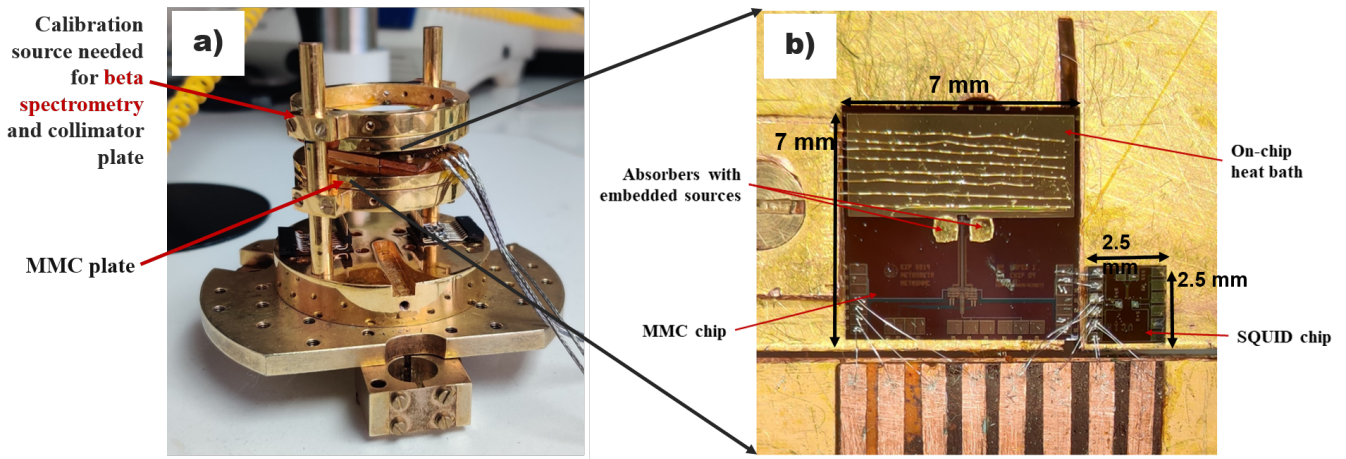 Calibration
source needed
for beta
spectrometry
and collimator
plate
MMC plate
a)
b)
7 mm
7 mm
Absorbers with
embedded sources
MMC chip
On-chip
heat bath
2.5
mm
2.5 mm
SQUID chip